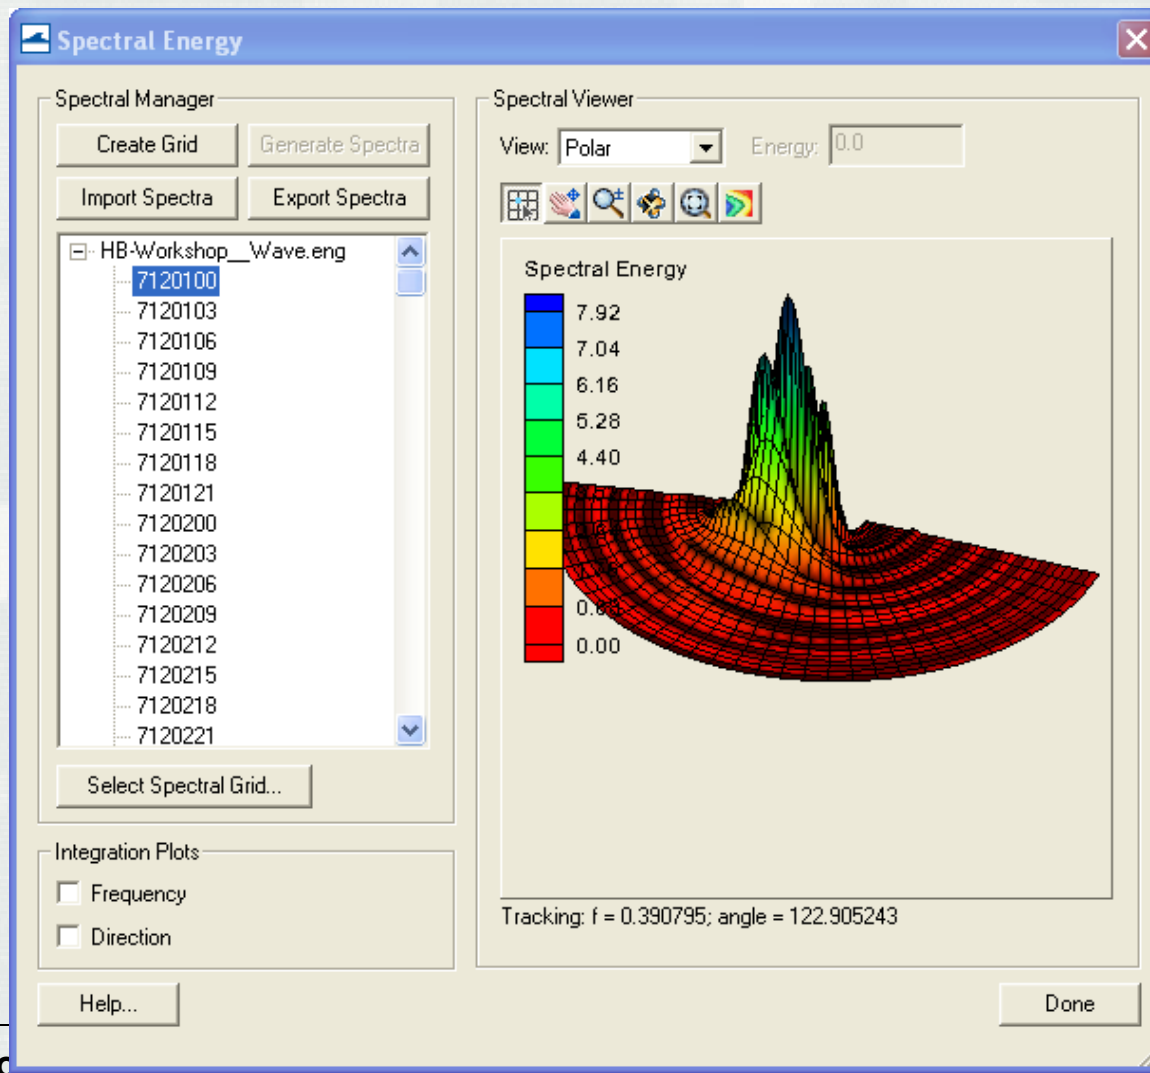 Spectral Energy
Spectral Manager
Create Grid
Generate Spectra
Import Spectra
Export Spectra
HB-Workshop__Wave.eng
7120100
7120103
7120106
7120109
7120112
7120115
7120118
7120121
7120200
7120203
7120206
7120209
7120212
7120215
7120218
7120221
Select Spectral Grid...
Integration Plots
Frequency
Direction
Help...
Spectral Viewer
View: Polar
Energy: 0.0
Spectral Energy
7.92
7.04
6.16
5.28
4.40
0.00
Tracking: f = 0.390795; angle = 122.905243
Done